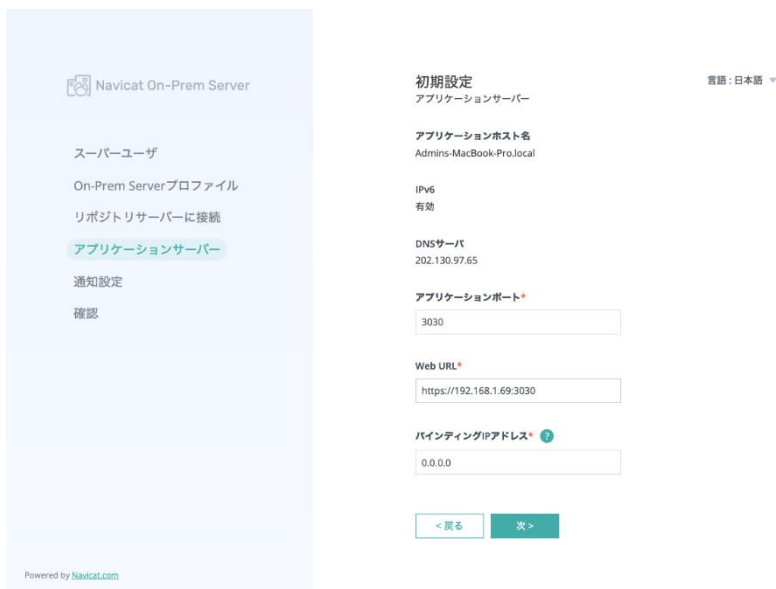 Navicat On-Prem Server
スーパーユーザ
On-Prem Serverプロファイル
リポジトリサーバーに接続
アプリケーションサーバー
通知設定
確認
Powered by Navicat.com
初期設定
言語 : 日本語
アプリケーションサーバー
アプリケーションホスト名
Admins-MacBook-Pro.local
IPv6
有効
DNSサーバ
202.130.97.65
アプリケーションポート*
3030
Web URL*
https://192.168.1.69:3030
バインディングIPアドレス* ?
0.0.0.0
< 戻る
次 >